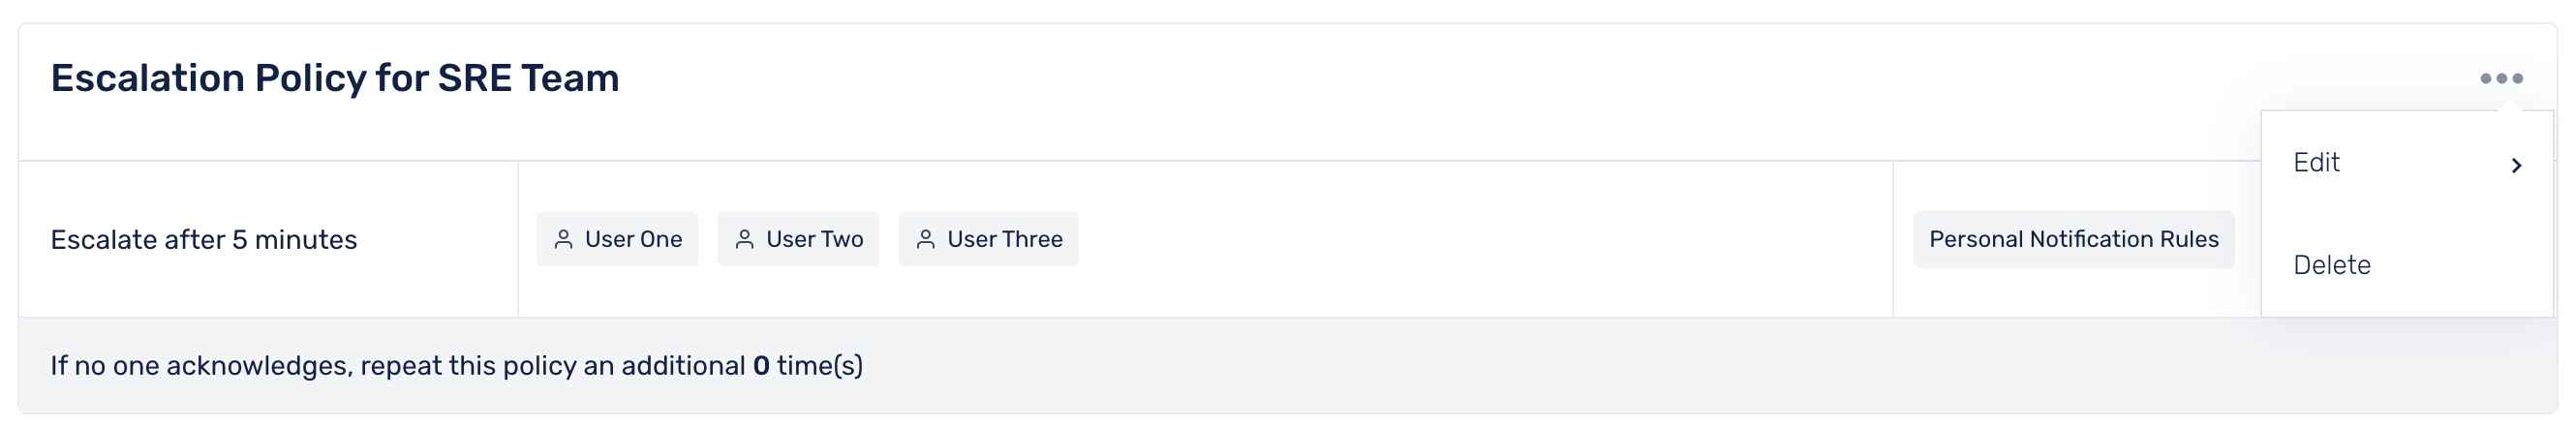 Escalation Policy for SRE Team
Edit
Escalate after 5 minutes
User One
User Two
User Three
Personal Notification Rules
Delete
If no one acknowledges, repeat this policy an additional 0 time(s)